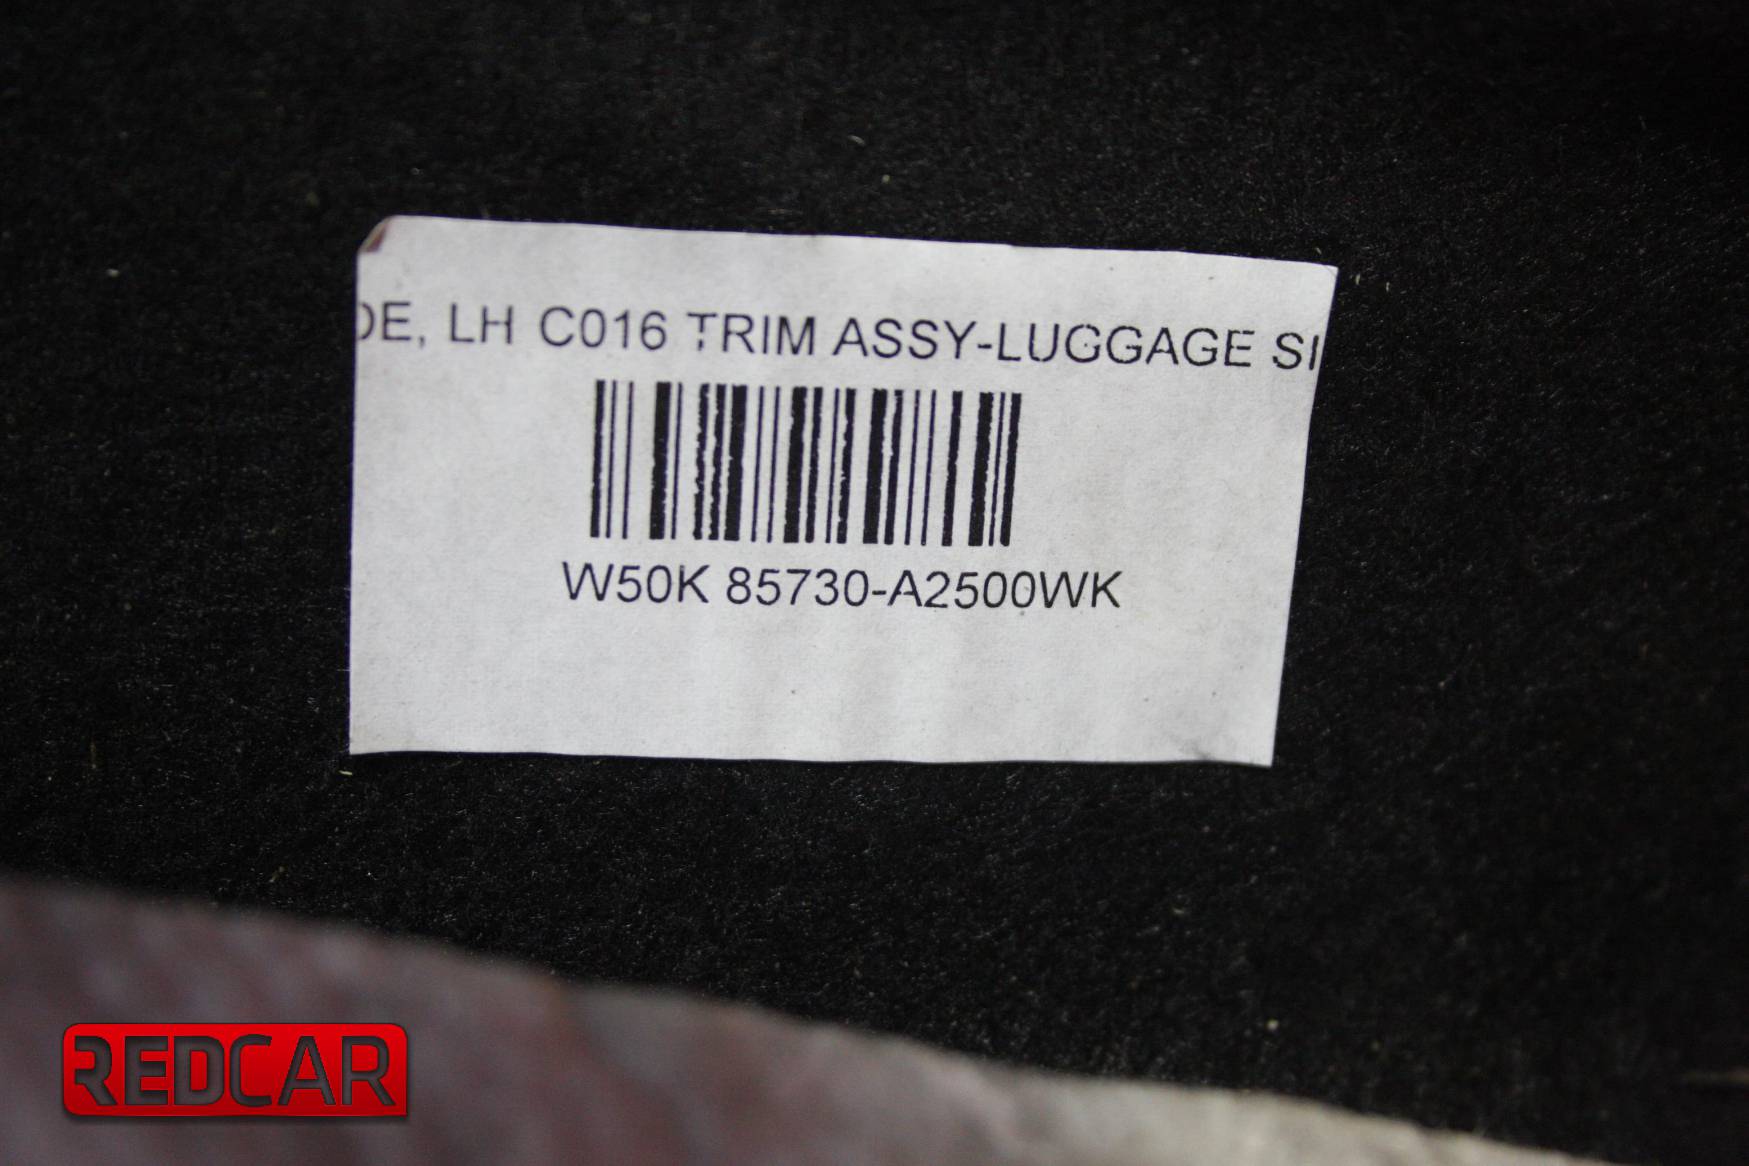 DE, LH C016 TRIM ASSY-LUGGAGE SI
W50K 85730-A2500WK
REDCAR